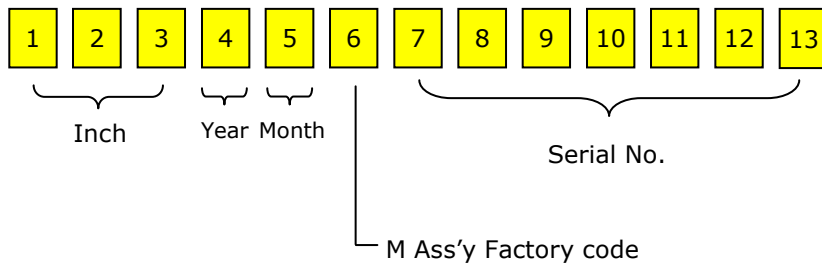 1 2 3 4 5 6 7 8 9 10 11 12 13
Inch Year Month
Serial No.
M Ass’y Factory code